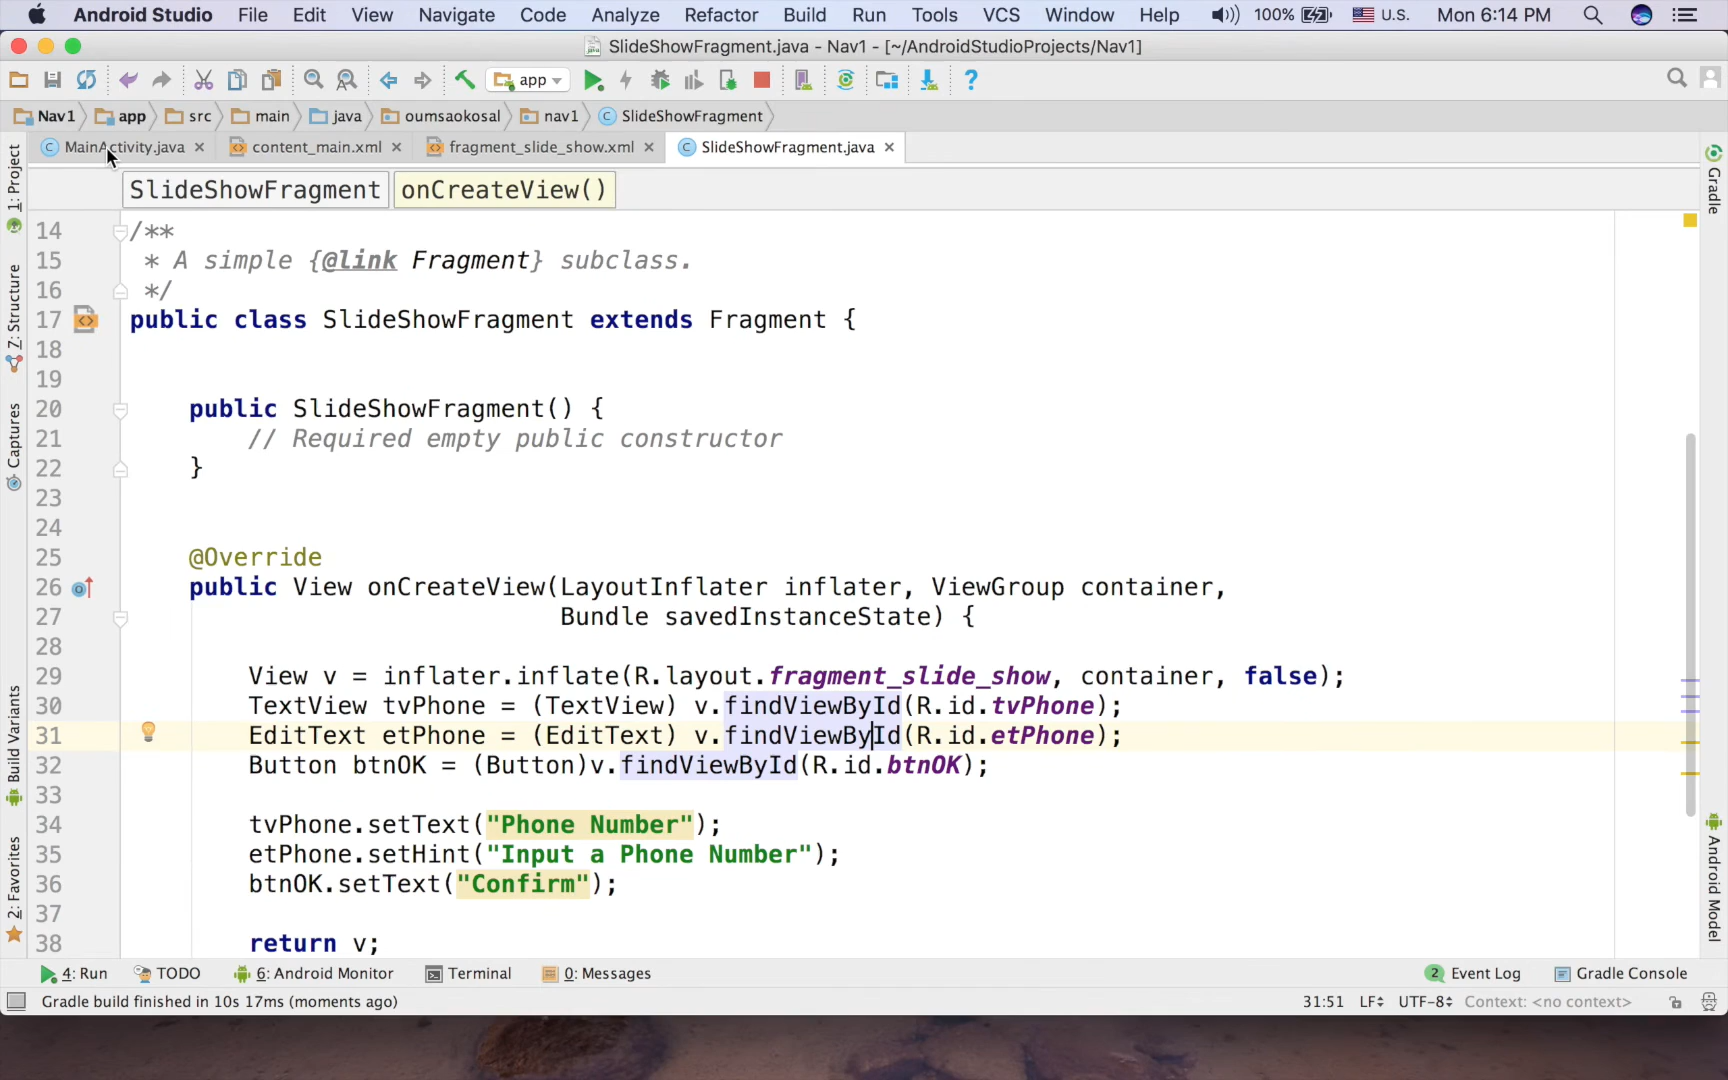 Android Studio File Edit View Navigate Code Analyze Refactor Build Run Tools VCS Window Help 100% U.S. Mon 6:14 PM
SlideShowFragment.java - Nav1 - [~/AndroidStudioProjects/Nav1]
app
Nav1 app src main java oumsaokosal nav1 SlideShowFragment
MainActivity.java content_main.xml fragment_slide_show.xml SlideShowFragment.java
SlideShowFragment onCreateView()
1: Project
7: Structure
Captures
Build Variants
2: Favorites
14 /**
15 * A simple {@link Fragment} subclass.
16 */
17 public class SlideShowFragment extends Fragment {
18
19
20 public SlideShowFragment() {
21 // Required empty public constructor
22 }
23
24
25 @Override
26 public View onCreateView(LayoutInflater inflater, ViewGroup container,
27 Bundle savedInstanceState) {
28
29 View v = inflater.inflate(R.layout.fragment_slide_show, container, false);
30 TextView tvPhone = (TextView) v.findViewById(R.id.tvPhone);
31 EditText etPhone = (EditText) v.findViewById(R.id.etPhone);
32 Button btnOK = (Button)v.findViewById(R.id.btnOK);
33
34 tvPhone.setText("Phone Number");
35 etPhone.setHint("Input a Phone Number");
36 btnOK.setText("Confirm");
37
38 return v;
Gradle
Android Model
4: Run TODO 6: Android Monitor Terminal 0: Messages 2 Event Log Gradle Console
Gradle build finished in 10s 17ms (moments ago) 31:51 LF UTF-8 Context: <no context>